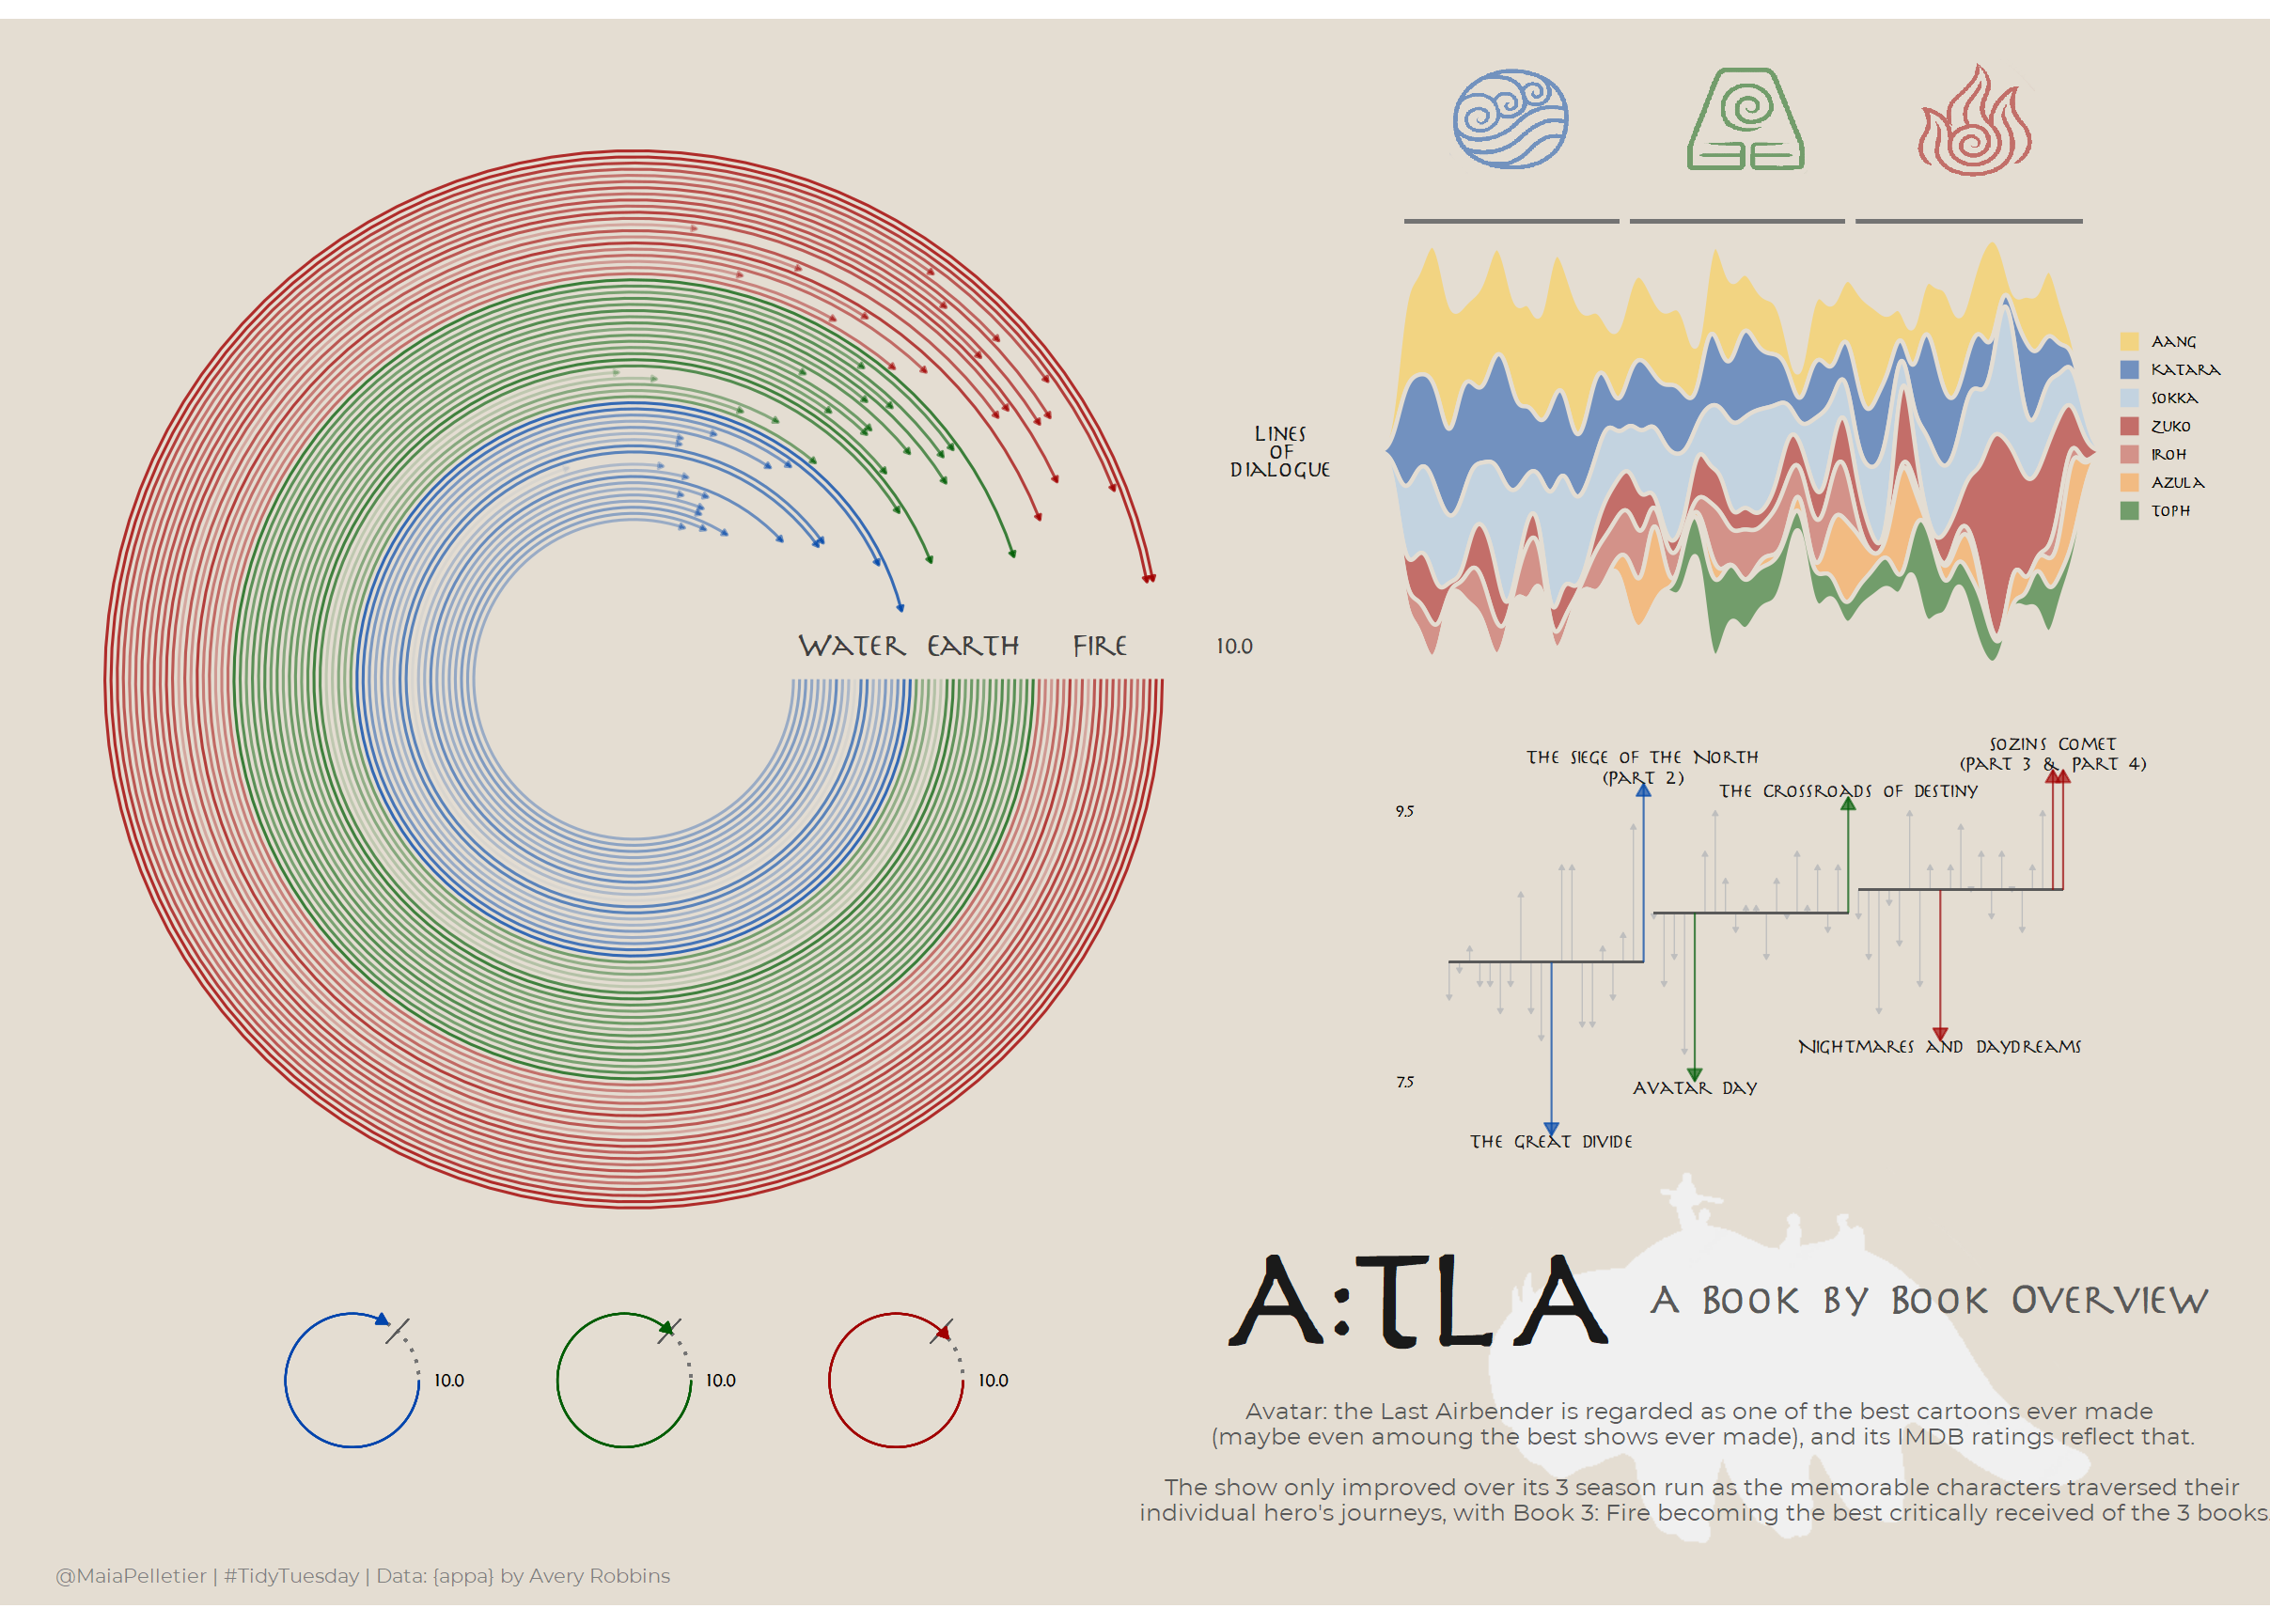 WATER EARTH FIRE
10.0
10.0
10.0
10.0
LINES
OF
DIALOGUE
AANG
KATARA
SOKKA
ZUKO
IROH
AZULA
TOPH
THE SIEGE OF THE NORTH
(PART 2)
THE CROSSROADS OF DESTINY
SOZINS COMET
(PART 3 & PART 4)
9.5
7.5
NIGHTMARES AND DAYDREAMS
AVATAR DAY
THE GREAT DIVIDE
A:TLA A BOOK BY BOOK OVERVIEW
Avatar: the Last Airbender is regarded as one of the best cartoons ever made
(maybe even amoung the best shows ever made), and its IMDB ratings reflect that.
The show only improved over its 3 season run as the memorable characters traversed their
individual hero's journeys, with Book 3: Fire becoming the best critically received of the 3 books.
@MaiaPelletier | #TidyTuesday | Data: {appa} by Avery Robbins